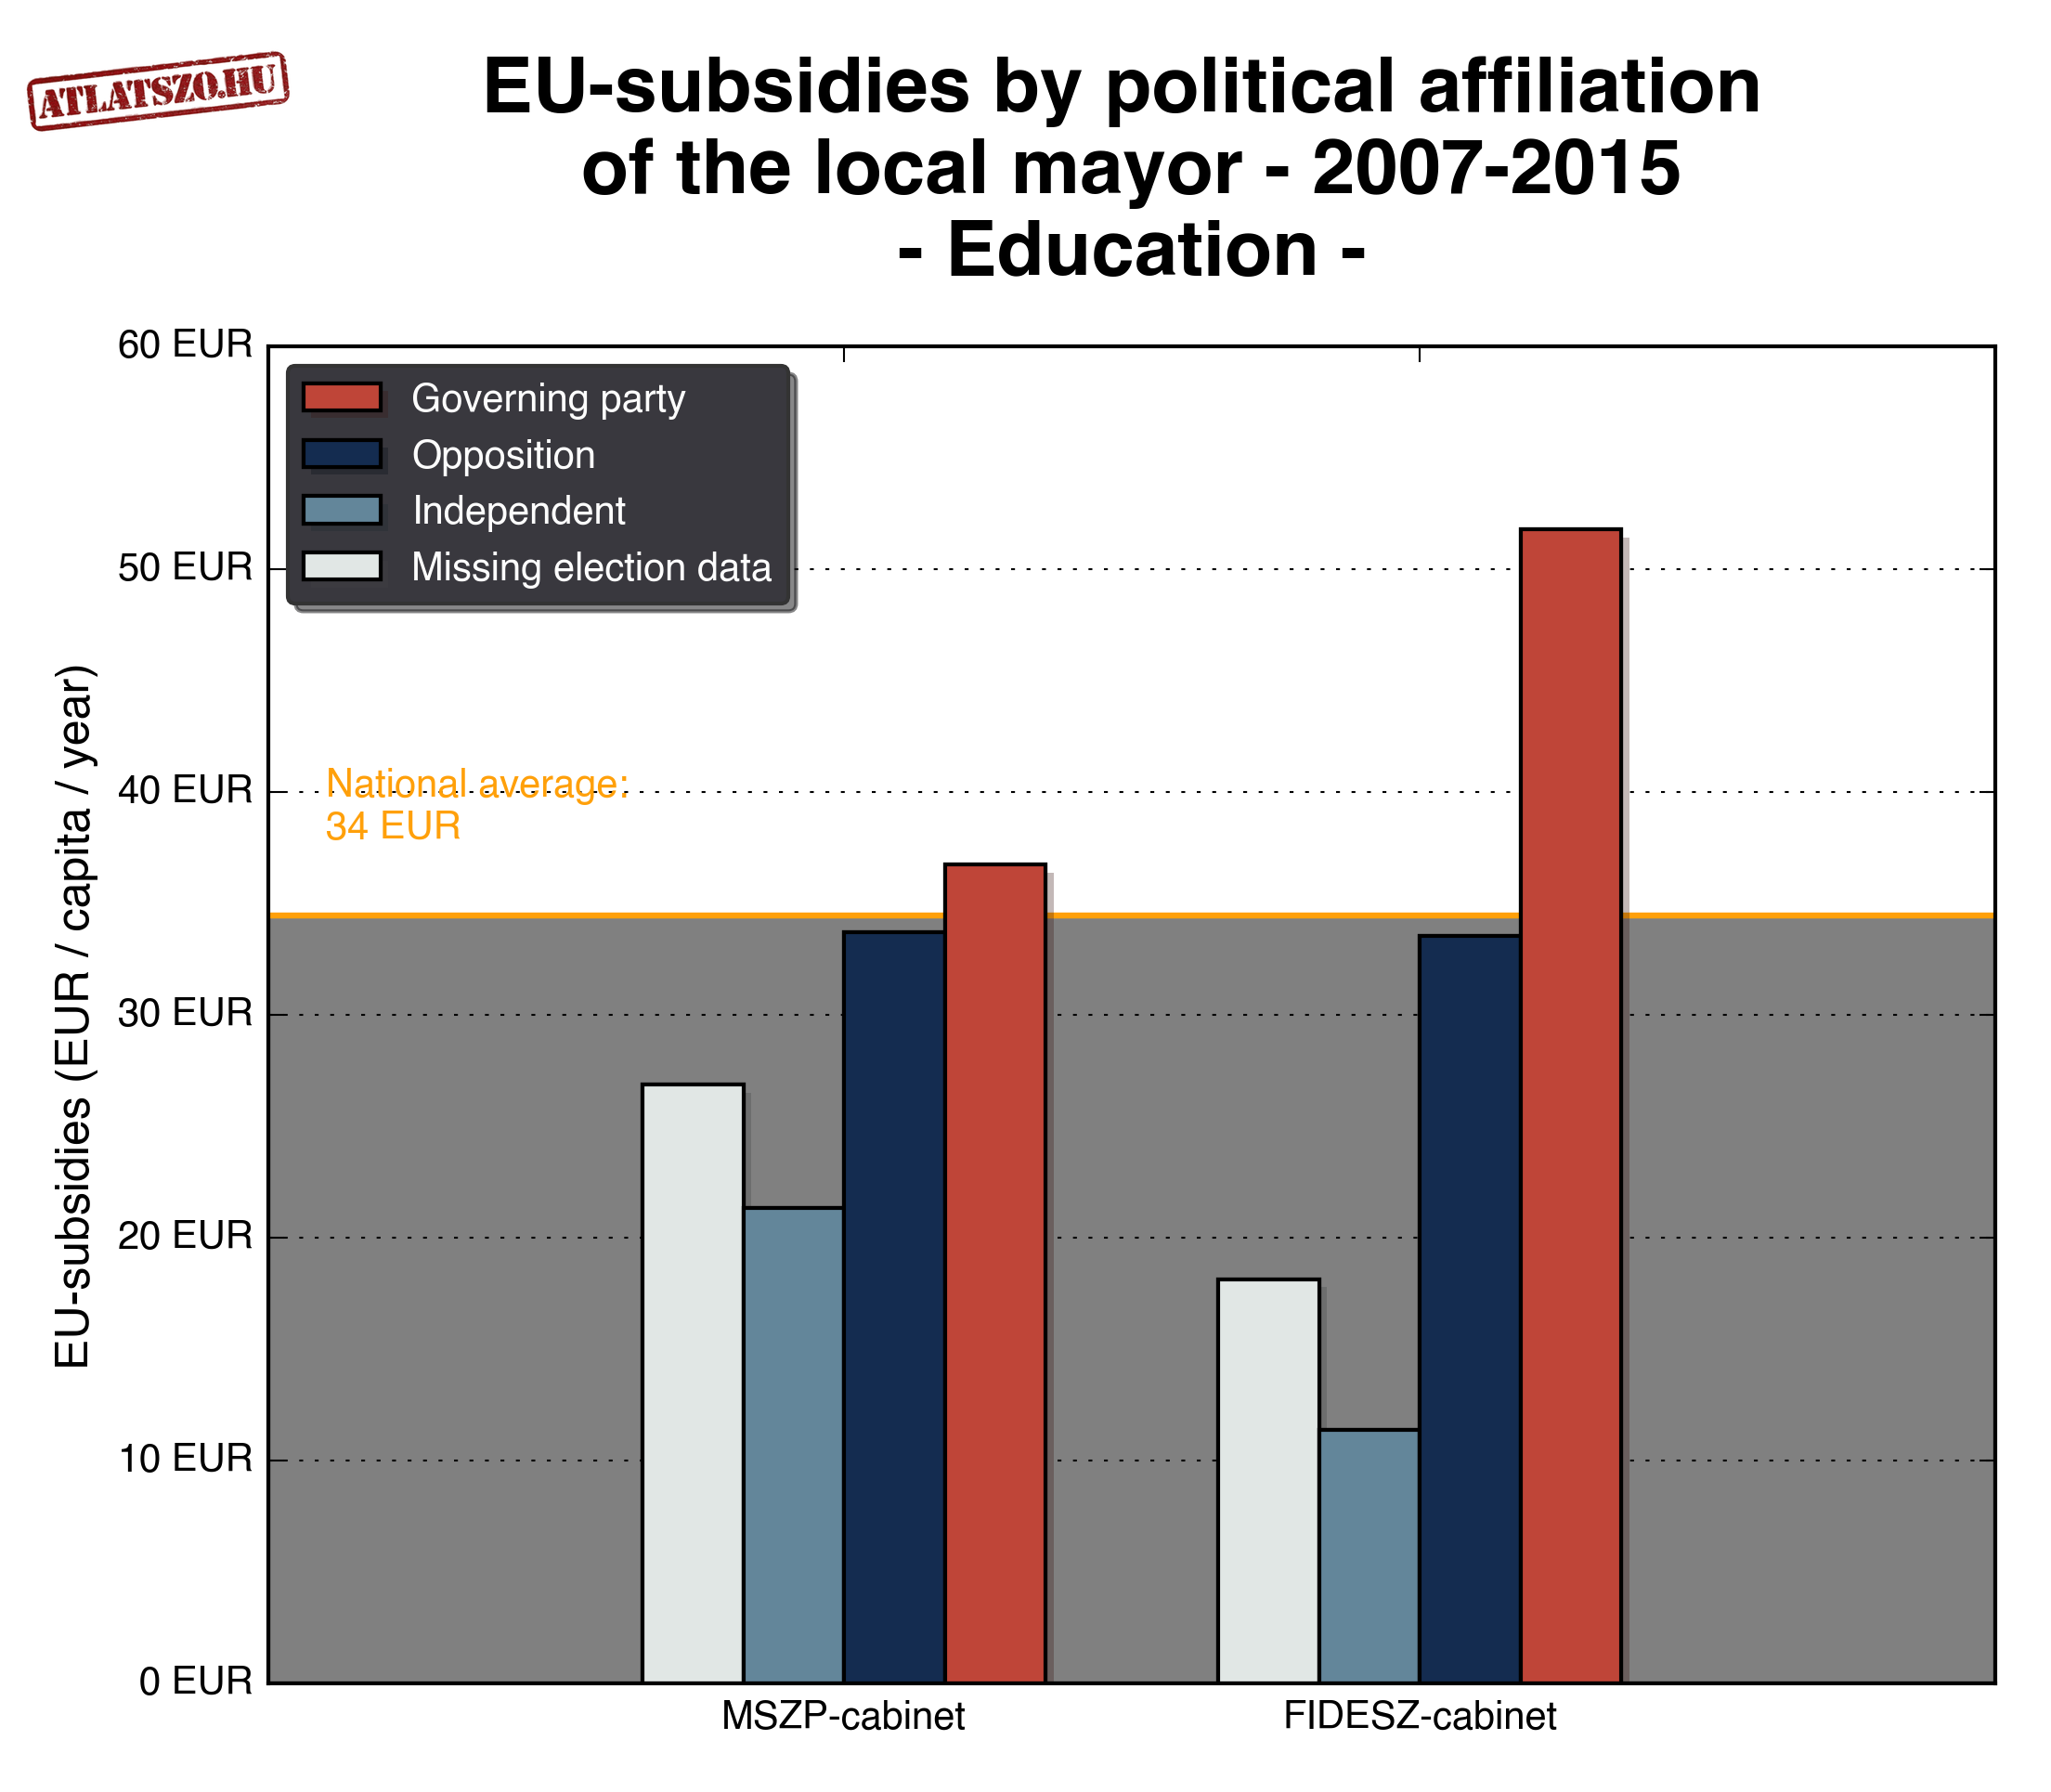 ATLATSZO.HU
EU-subsidies by political affiliation
of the local mayor - 2007-2015
- Education -
60 EUR
50 EUR
40 EUR
30 EUR
20 EUR
10 EUR
0 EUR
EU-subsidies (EUR / capita / year)
Governing party
Opposition
Independent
Missing election data
National average:
34 EUR
MSZP-cabinet
FIDESZ-cabinet